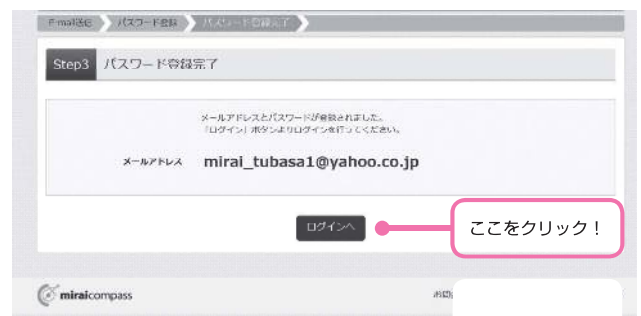 E-mail送信 パスワード登録 パスワード登録完了
Step3 パスワード登録完了
メールアドレスとパスワードが登録されました。
「ログイン」ボタンよりログインを行ってください。
メールアドレス mirai_tubasa1@yahoo.co.jp
ログインへ
ここをクリック！
miraicompass